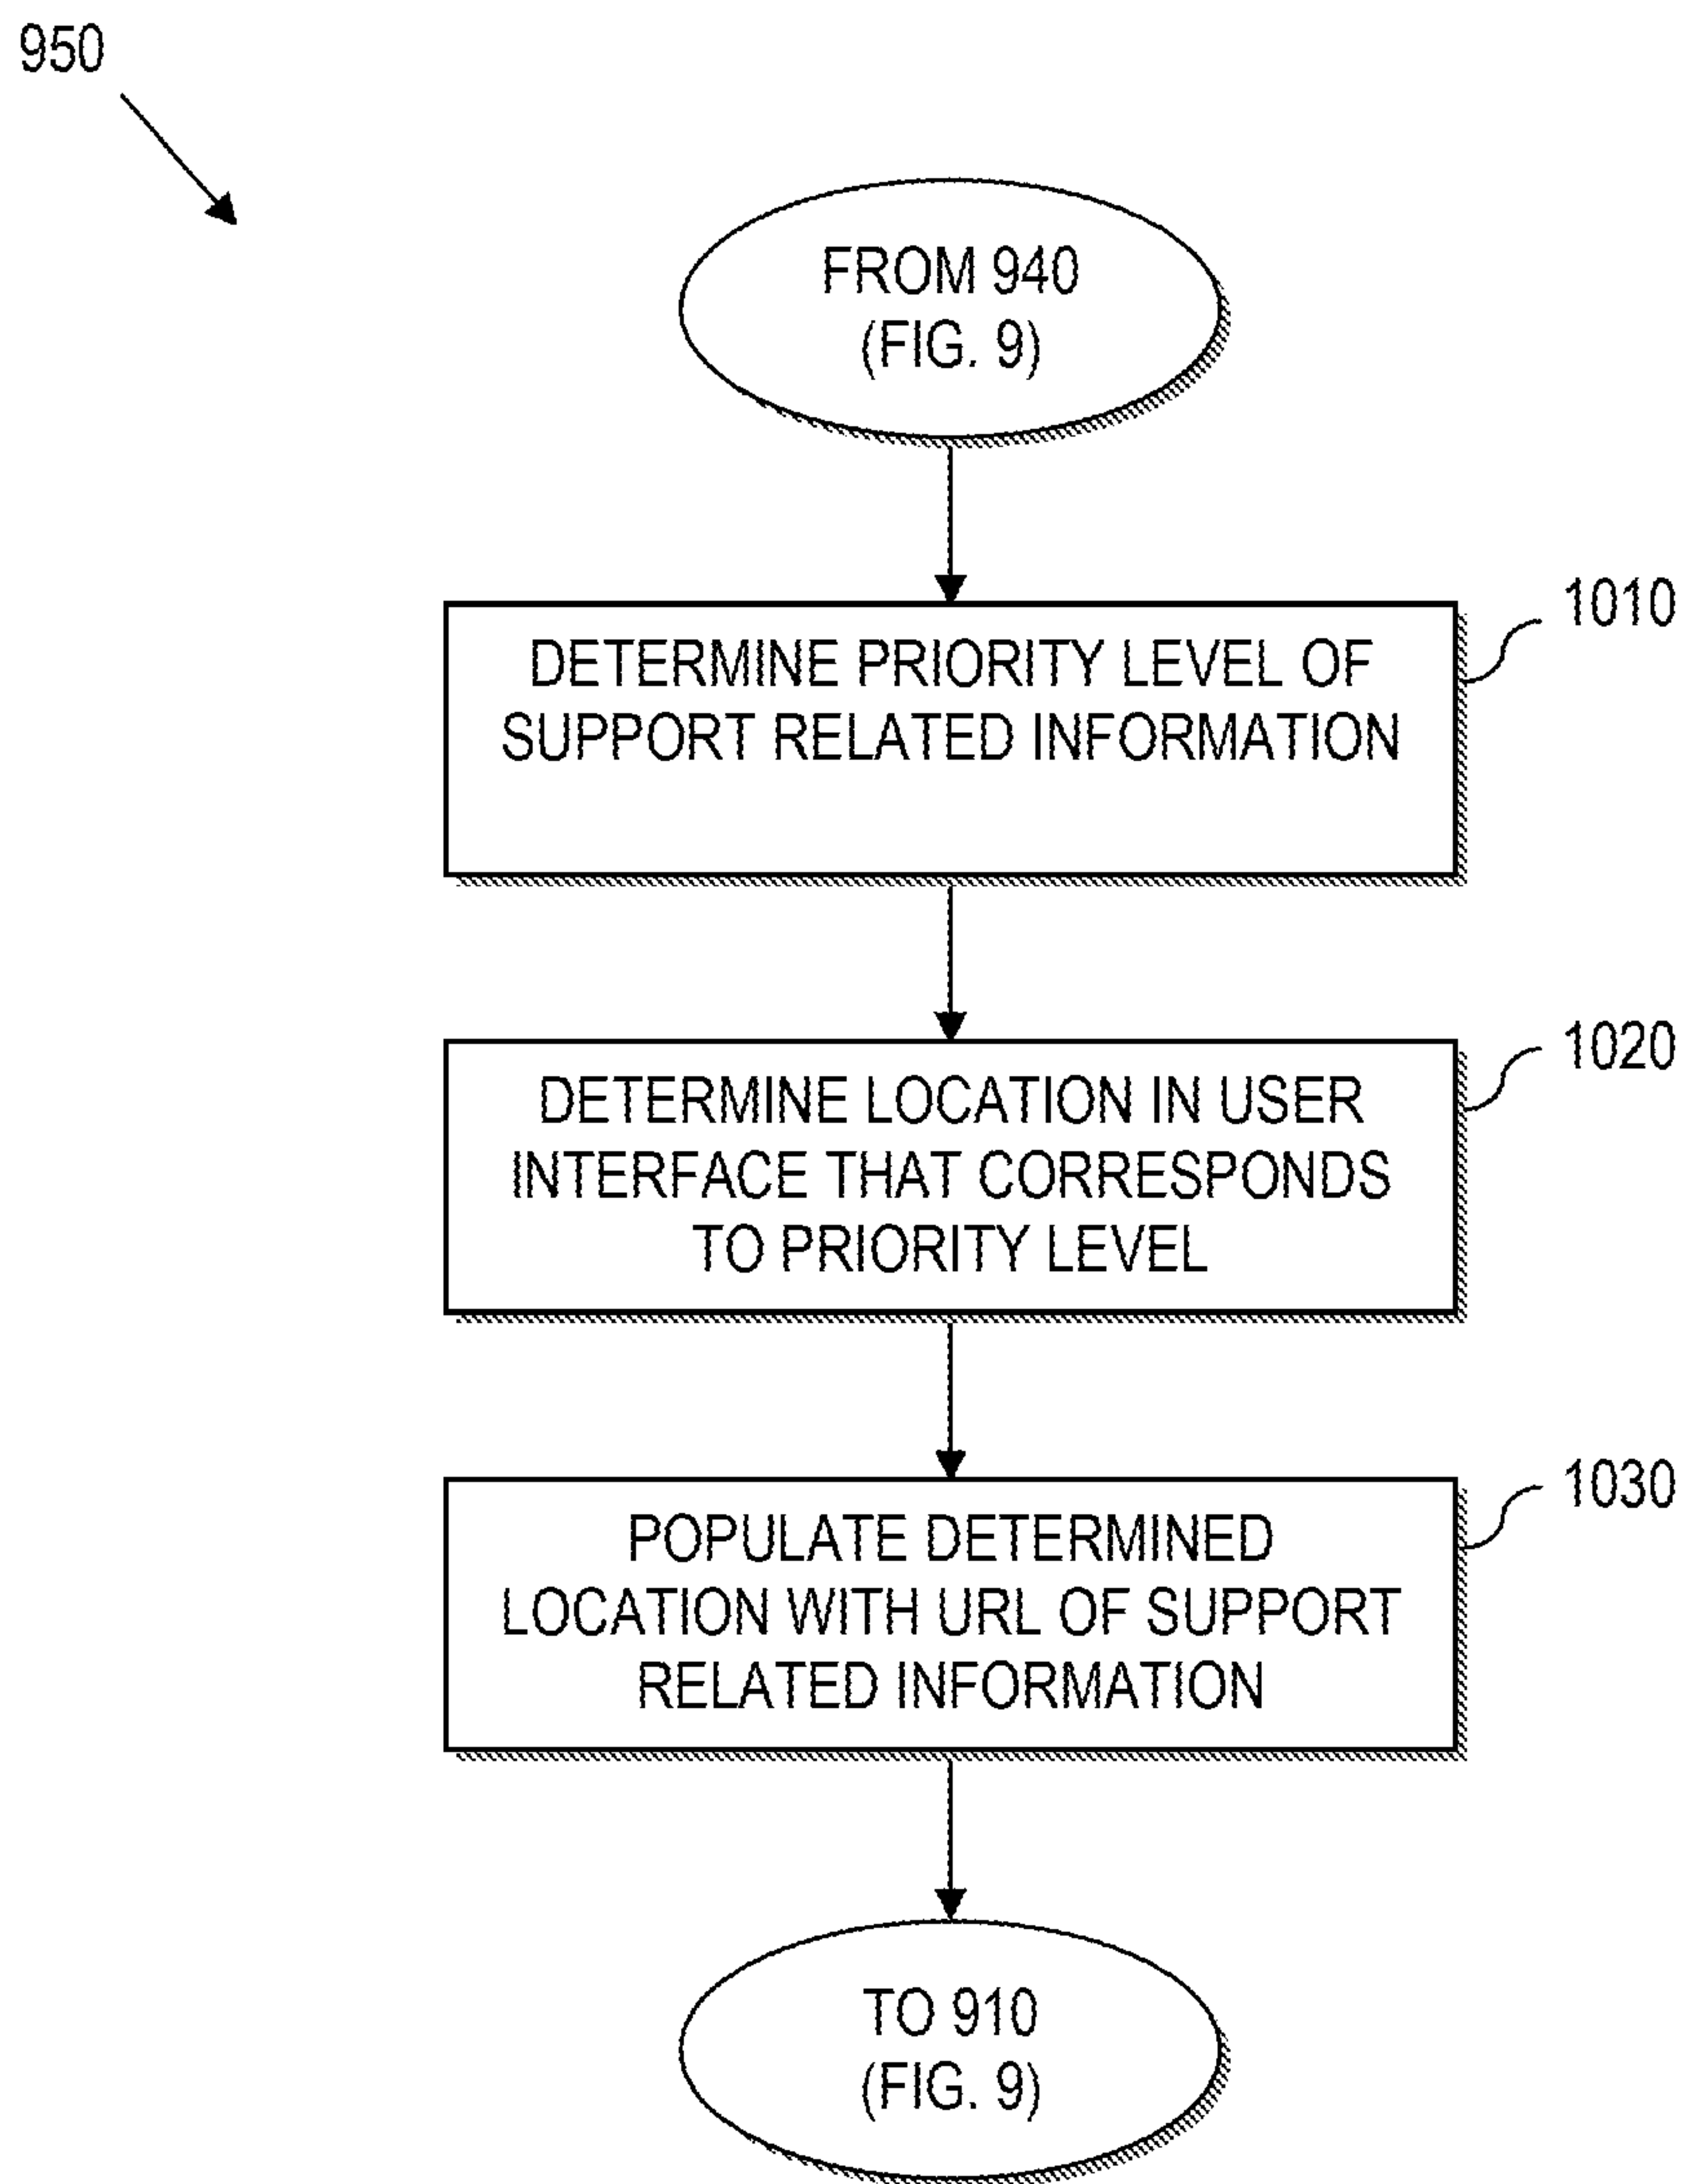 950
FROM 940
(FIG. 9)
1010
DETERMINE PRIORITY LEVEL OF
SUPPORT RELATED INFORMATION
1020
DETERMINE LOCATION IN USER
INTERFACE THAT CORRESPONDS
TO PRIORITY LEVEL
1030
POPULATE DETERMINED
LOCATION WITH URL OF SUPPORT
RELATED INFORMATION
TO 910
(FIG. 9)